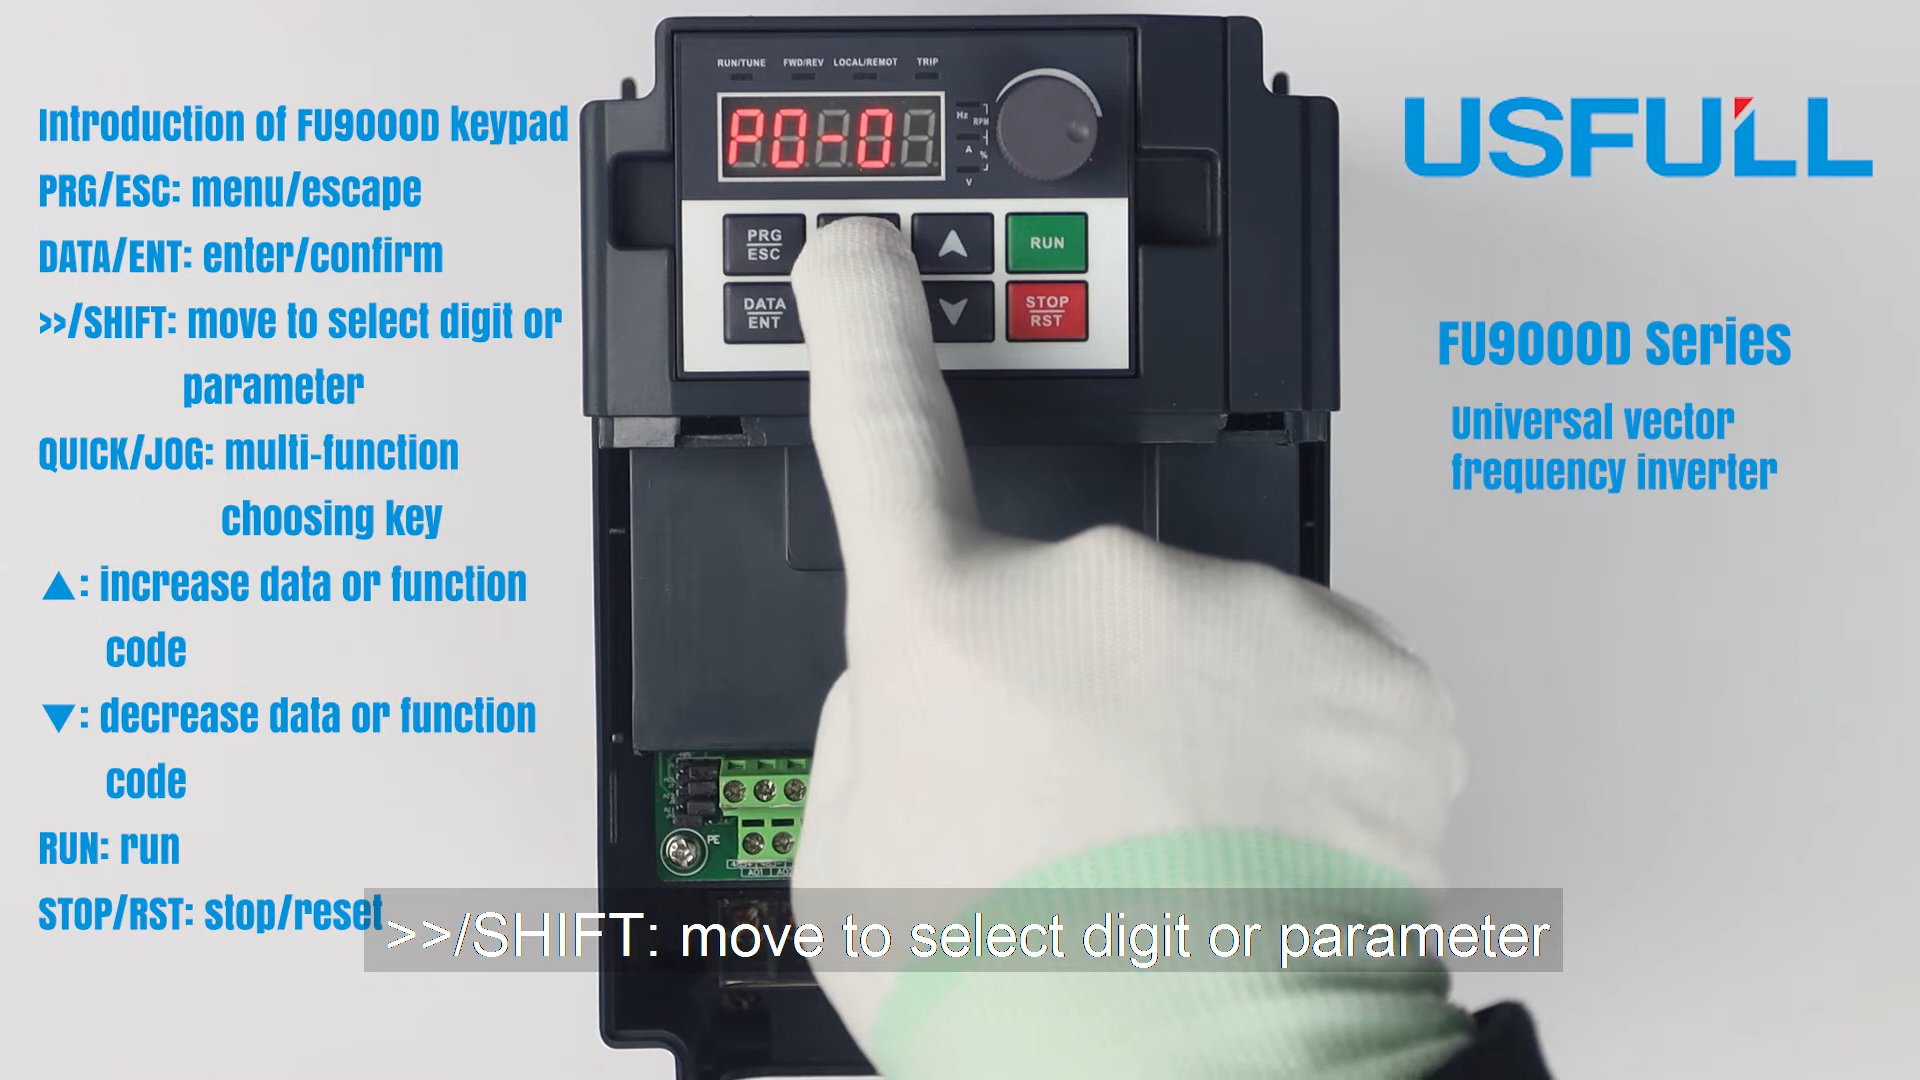 Introduction of FU9000D keypad
PRG/ESC: menu/escape
DATA/ENT: enter/confirm
>>/SHIFT: move to select digit or
parameter
QUICK/JOG: multi-function
choosing key
▲: increase data or function
code
▼: decrease data or function
code
RUN: run
STOP/RST: stop/reset
RUN/TUNE FWD/REV LOCAL/REMOT TRIP
P0-0
Hz RPM
A %
V
PRG
ESC
RUN
DATA
ENT
STOP
RST
PE
AO1
USFULL
FU9000D Series
Universal vector
frequency inverter
>>/SHIFT: move to select digit or parameter